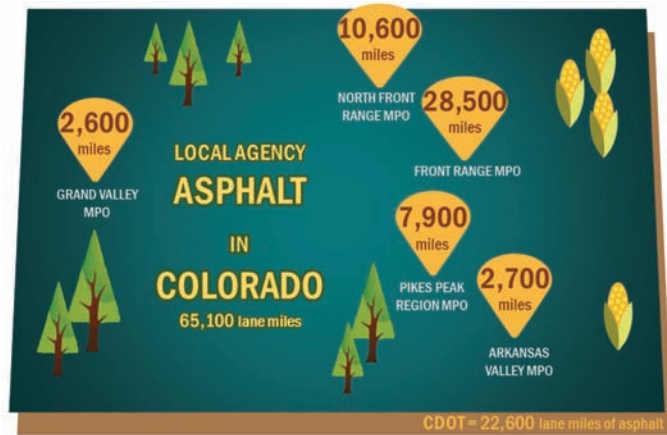 10,600
miles
NORTH FRONT
RANGE MPO
28,500
miles
FRONT RANGE MPO
2,600
miles
GRAND VALLEY
MPO
LOCAL AGENCY
ASPHALT
IN
COLORADO
65,100 lane miles
7,900
miles
PIKES PEAK
REGION MPO
2,700
miles
ARKANSAS
VALLEY MPO
CDOT = 22,600 lane miles of asphalt